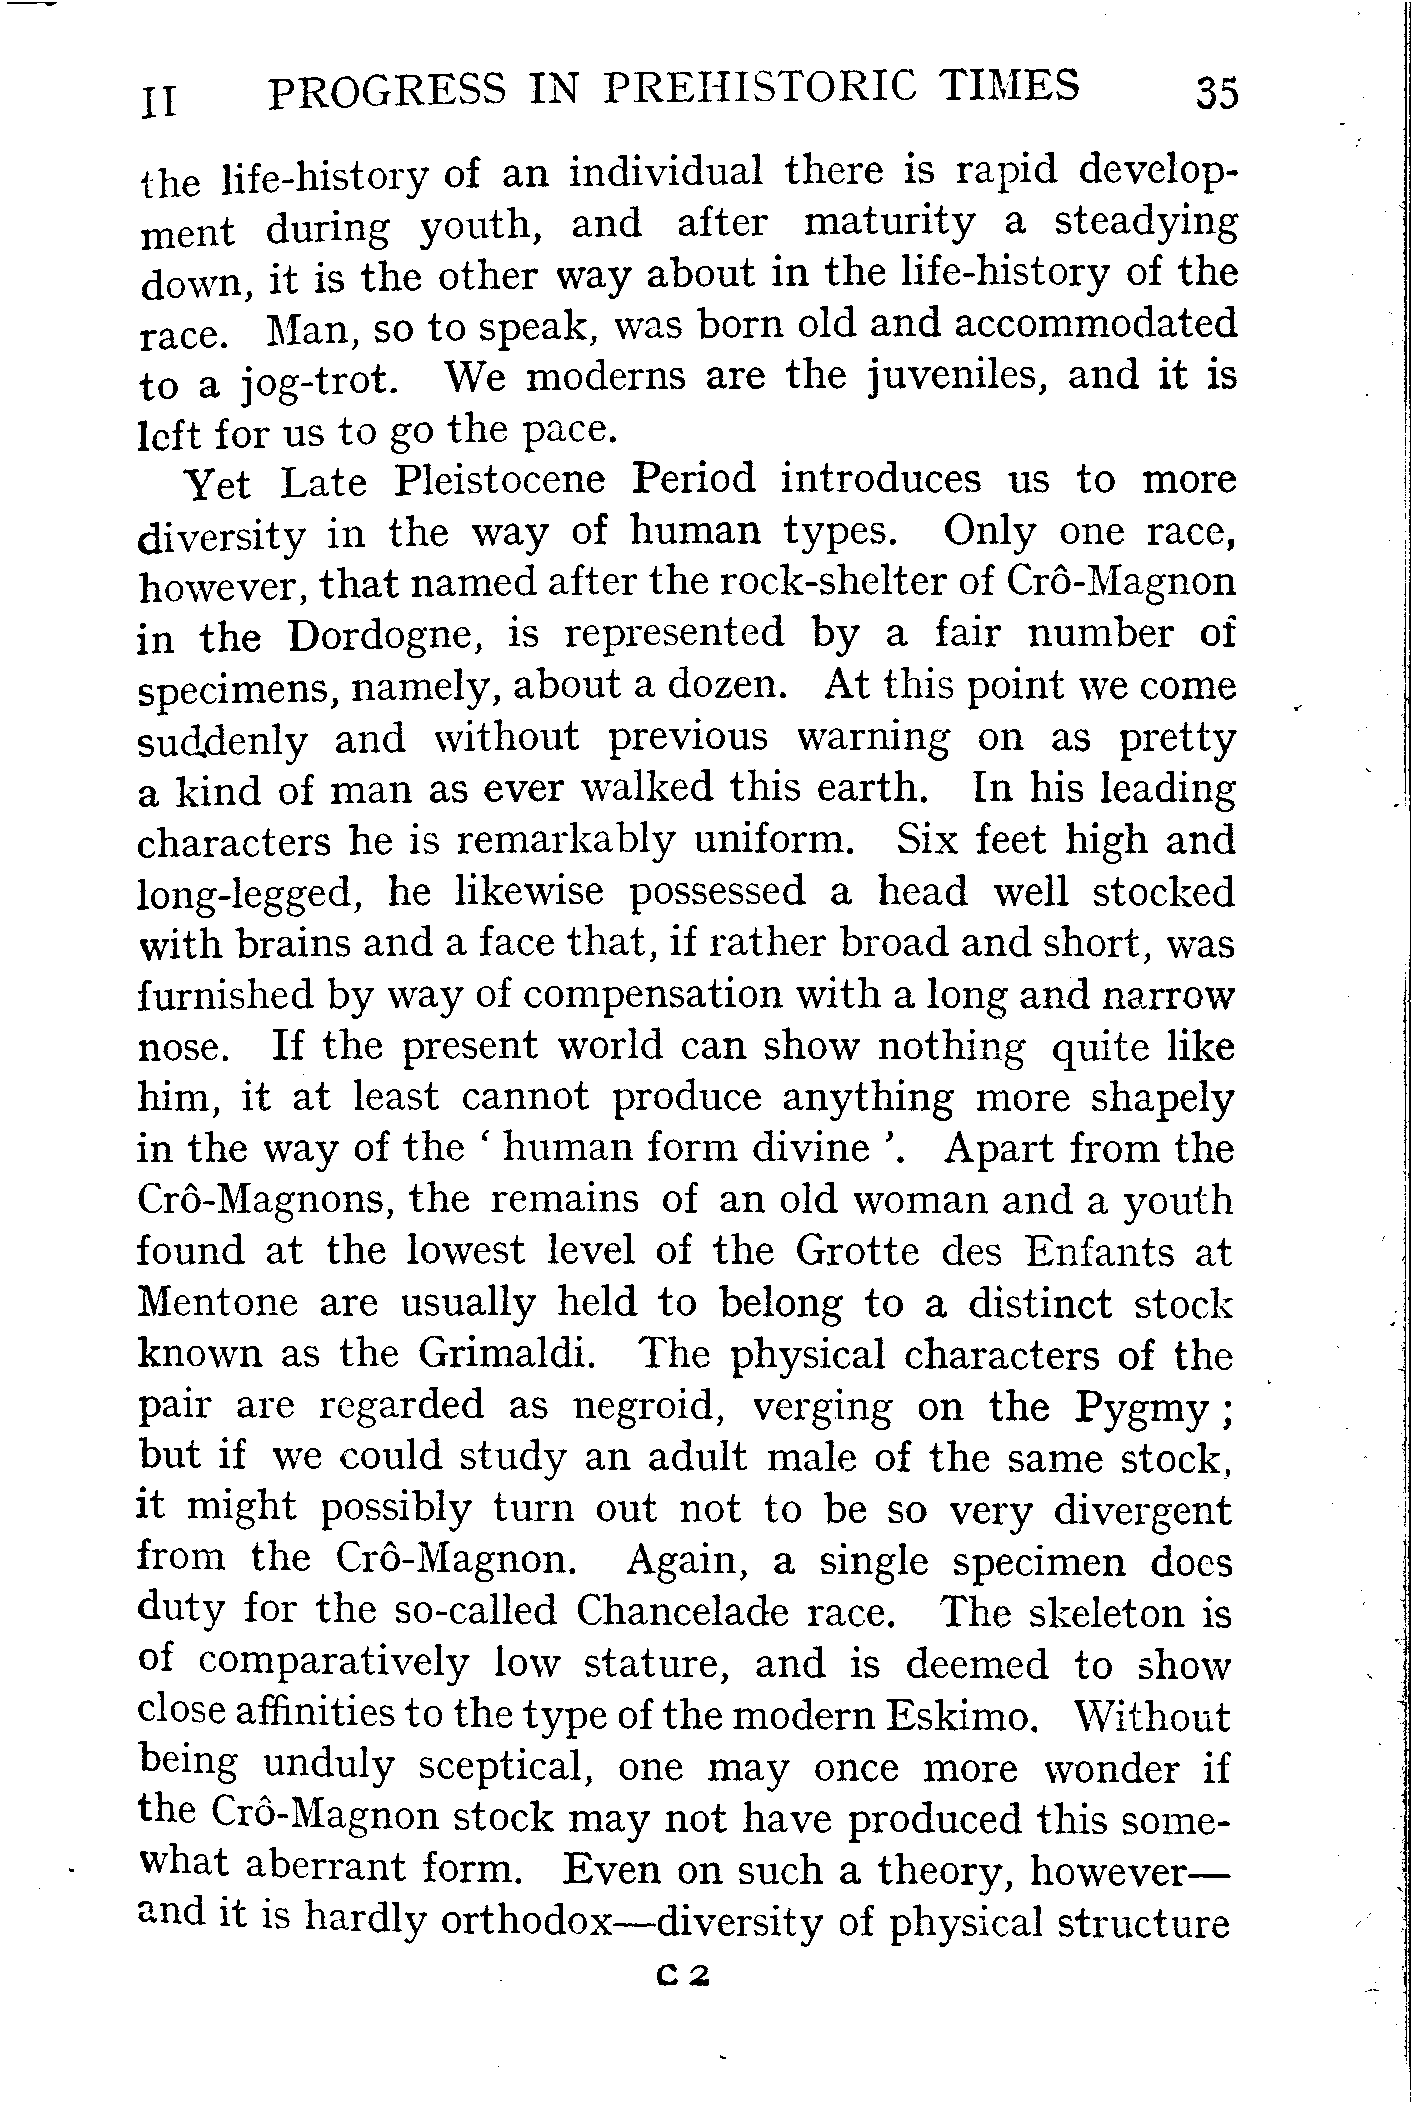 II PROGRESS IN PREHISTORIC TIMES 35
the life-history of an individual there is rapid develop-
ment during youth, and after maturity a steadying
down, it is the other way about in the life-history of the
race. Man, so to speak, was born old and accommodated
to a jog-trot. We moderns are the juveniles, and it is
left for us to go the pace.
Yet Late Pleistocene Period introduces us to more
diversity in the way of human types. Only one race,
however, that named after the rock-shelter of Crô-Magnon
in the Dordogne, is represented by a fair number of
specimens, namely, about a dozen. At this point we come
suddenly and without previous warning on as pretty
a kind of man as ever walked this earth. In his leading
characters he is remarkably uniform. Six feet high and
long-legged, he likewise possessed a head well stocked
with brains and a face that, if rather broad and short, was
furnished by way of compensation with a long and narrow
nose. If the present world can show nothing quite like
him, it at least cannot produce anything more shapely
in the way of the ‘ human form divine ’. Apart from the
Crô-Magnons, the remains of an old woman and a youth
found at the lowest level of the Grotte des Enfants at
Mentone are usually held to belong to a distinct stock
known as the Grimaldi. The physical characters of the
pair are regarded as negroid, verging on the Pygmy ;
but if we could study an adult male of the same stock,
it might possibly turn out not to be so very divergent
from the Crô-Magnon. Again, a single specimen does
duty for the so-called Chancelade race. The skeleton is
of comparatively low stature, and is deemed to show
close affinities to the type of the modern Eskimo. Without
being unduly sceptical, one may once more wonder if
the Crô-Magnon stock may not have produced this some-
what aberrant form. Even on such a theory, however—
and it is hardly orthodox—diversity of physical structure
C 2